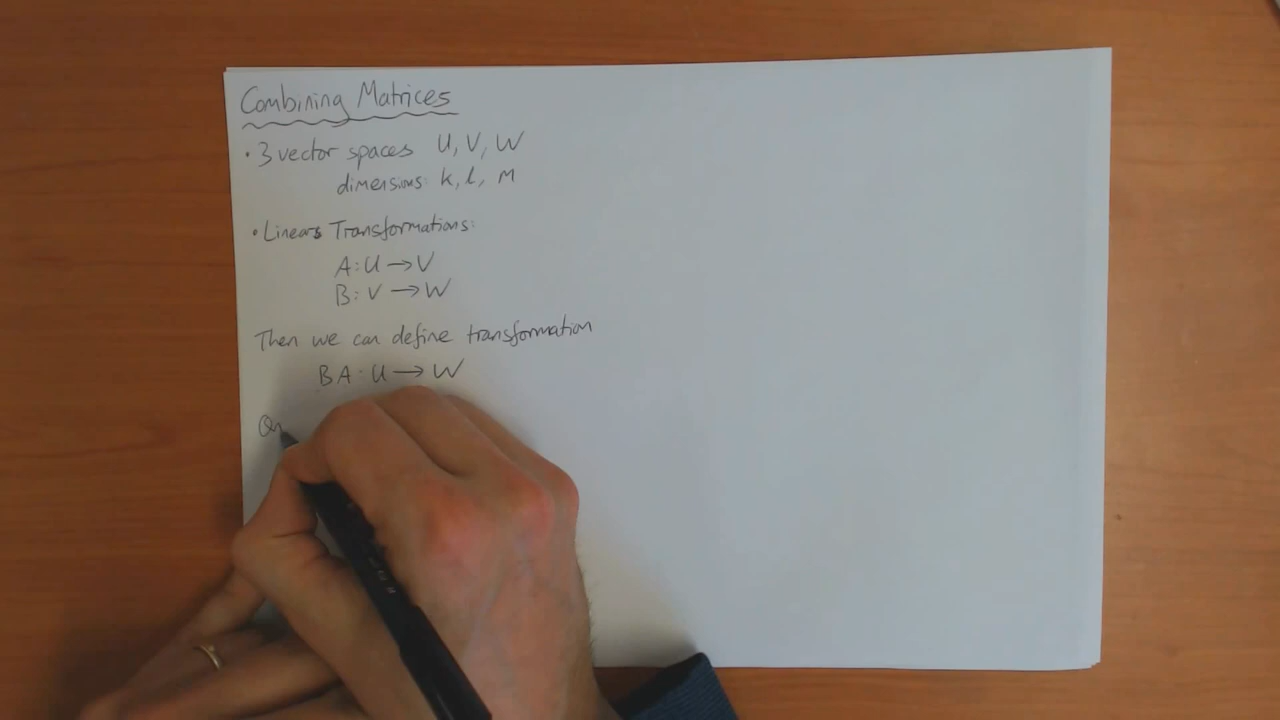 Combining Matrices
• 3 vector spaces U, V, W
dimensions: k, l, m
• Linear Transformations:
A: U → V
B: V → W
Then we can define transformation
BA: U → W